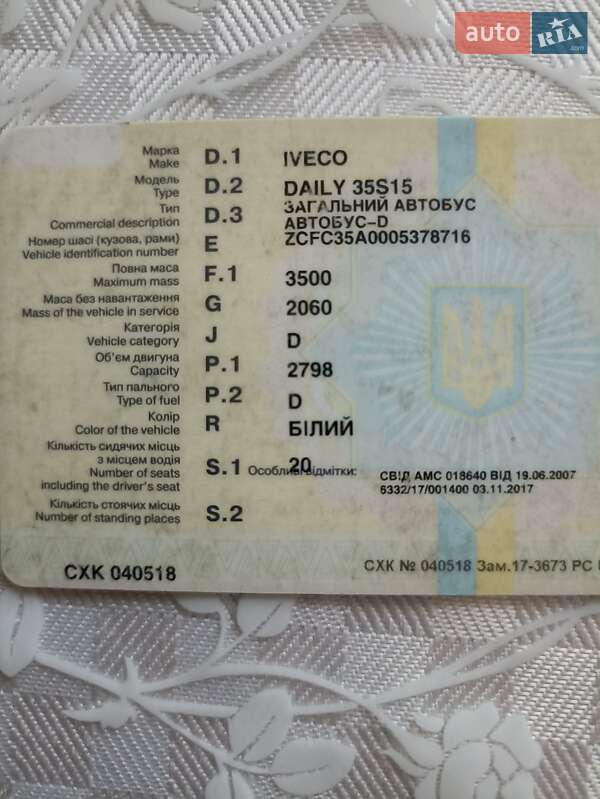 auto RIA.com
Марка D.1 IVECO
Make
Модель D.2 DAILY 35S15
Type
Тип D.3 ЗАГАЛЬНИЙ АВТОБУС
Commercial description АВТОБУС-D
Номер шасі (кузова, рами) E ZCFC35A0005378716
Vehicle identification number
Повна маса F.1 3500
Maximum mass
Маса без навантаження G 2060
Mass of the vehicle in service
Категорія J D
Vehicle category
Об'єм двигуна P.1 2798
Capacity
Тип пального P.2 D
Type of fuel
Колір R БІЛИЙ
Color of the vehicle
Кількість сидячих місць
з місцем водія S.1 20 Особливі відмітки: СВІД АМС 018640 ВІД 19.06.2007
Number of seats 6332/17/001400 03.11.2017
including the driver's seat
Кількість стоячих місць S.2
Number of standing places
СХК 040518
СХК № 040518 Зам.17-3673 РС